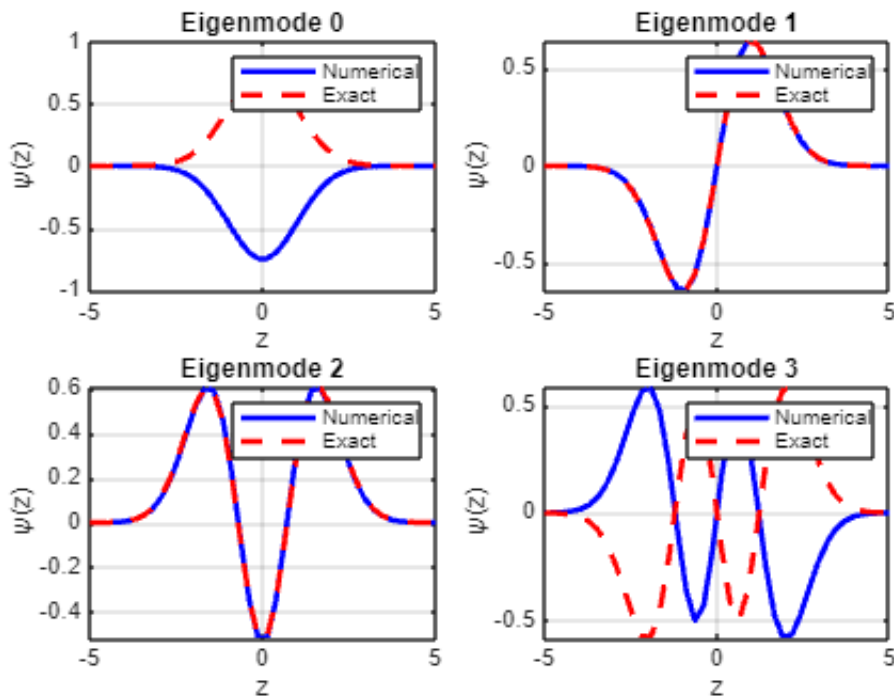 Eigenmode 0
1
0.5
0
-0.5
-1
ψ(z)
-5
0
5
z
Numerical
Exact
Eigenmode 1
0.5
0
-0.5
ψ(z)
-5
0
5
z
Numerical
Exact
Eigenmode 2
0.6
0.4
0.2
0
-0.2
-0.4
ψ(z)
-5
0
5
z
Numerical
Exact
Eigenmode 3
0.5
0
-0.5
ψ(z)
-5
0
5
z
Numerical
Exact